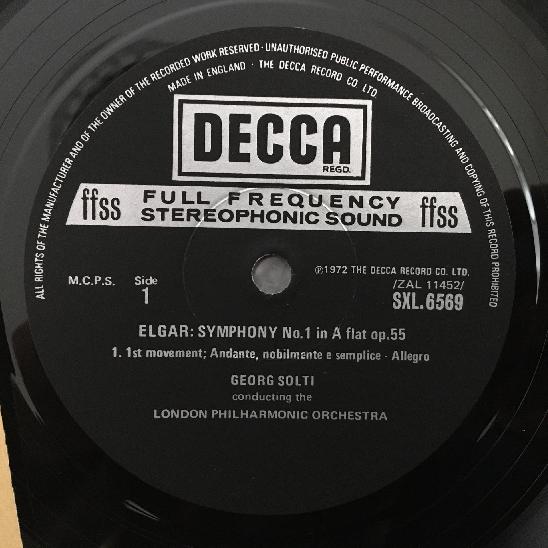 ALL RIGHTS OF THE MANUFACTURER AND OF THE OWNER OF THE RECORDED WORK RESERVED · UNAUTHORISED PUBLIC PERFORMANCE BROADCASTING AND COPYING OF THIS RECORD PROHIBITED
MADE IN ENGLAND · THE DECCA RECORD CO LTD
DECCA
REGD.
ffss FULL FREQUENCY STEREOPHONIC SOUND ffss
M.C.P.S. Side 1
℗1972 THE DECCA RECORD CO. LTD.
/ZAL 11452/
SXL.6569
ELGAR: SYMPHONY No.1 in A flat op.55
1. 1st movement; Andante, nobilmente e semplice - Allegro
GEORG SOLTI
conducting the
LONDON PHILHARMONIC ORCHESTRA